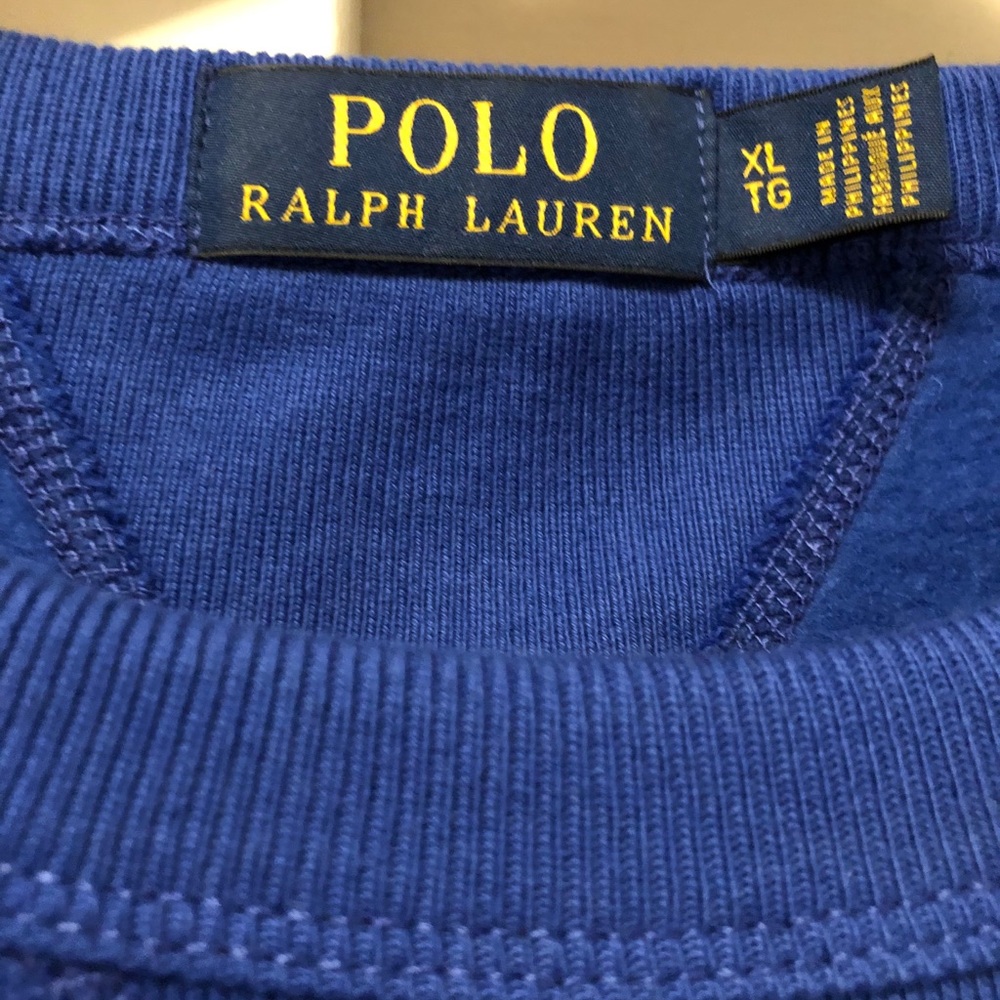 POLO
RALPH LAUREN
XL
TG
MADE IN
PHILIPPINES
FABRIQUÉ AUX
PHILIPPINES